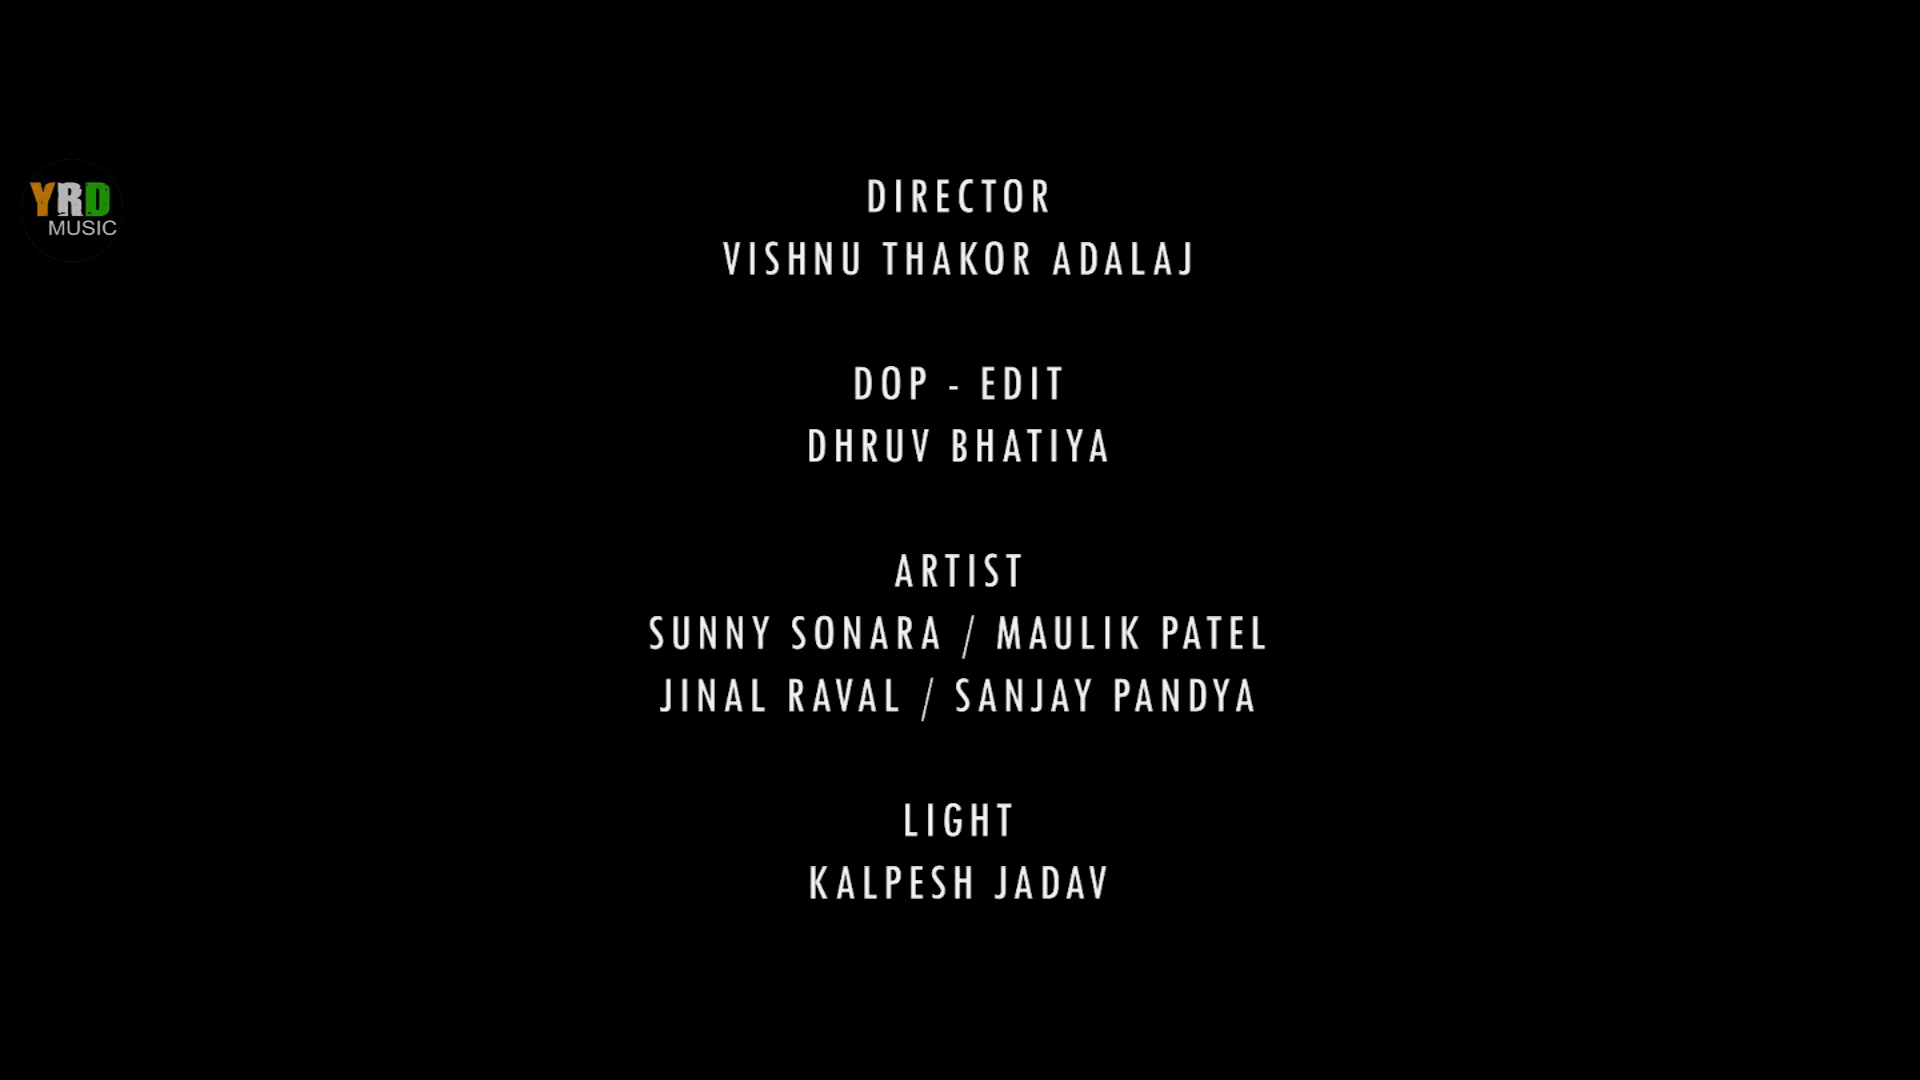 YRD
MUSIC
DIRECTOR
VISHNU THAKOR ADALAJ
DOP - EDIT
DHRUV BHATIYA
ARTIST
SUNNY SONARA / MAULIK PATEL
JINAL RAVAL / SANJAY PANDYA
LIGHT
KALPESH JADAV